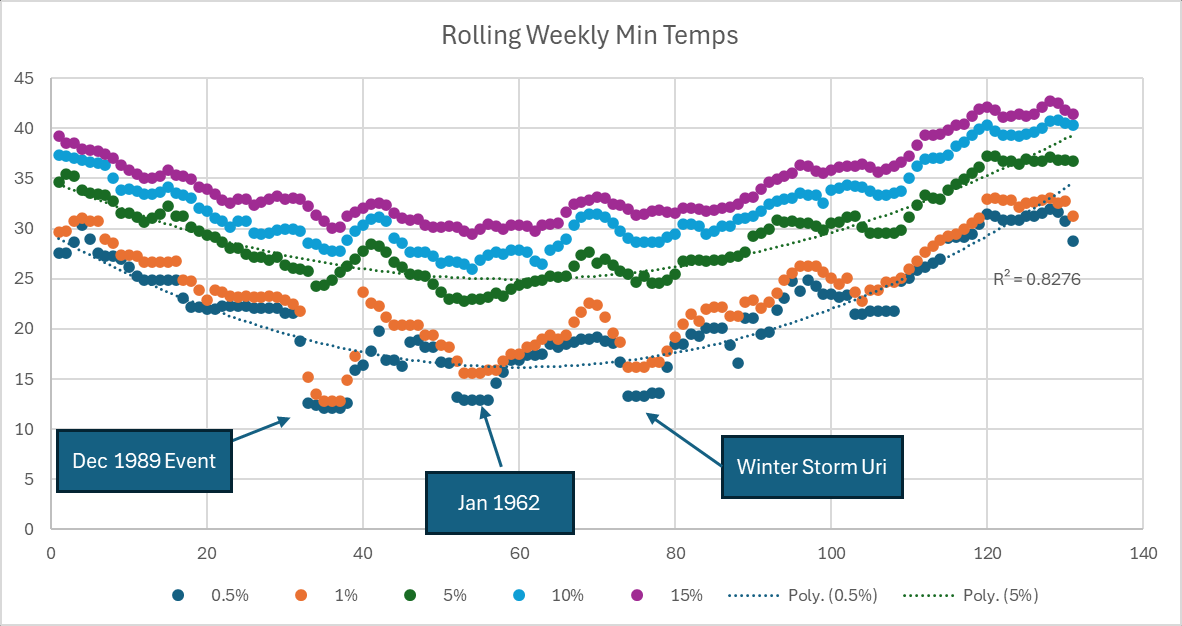 Rolling Weekly Min Temps
45
40
35
30
25
20
15
10
5
0
R² = 0.8276
Dec 1989 Event
Jan 1962
Winter Storm Uri
0 20 40 60 80 100 120 140
0.5% 1% 5% 10% 15% Poly. (0.5%) Poly. (5%)